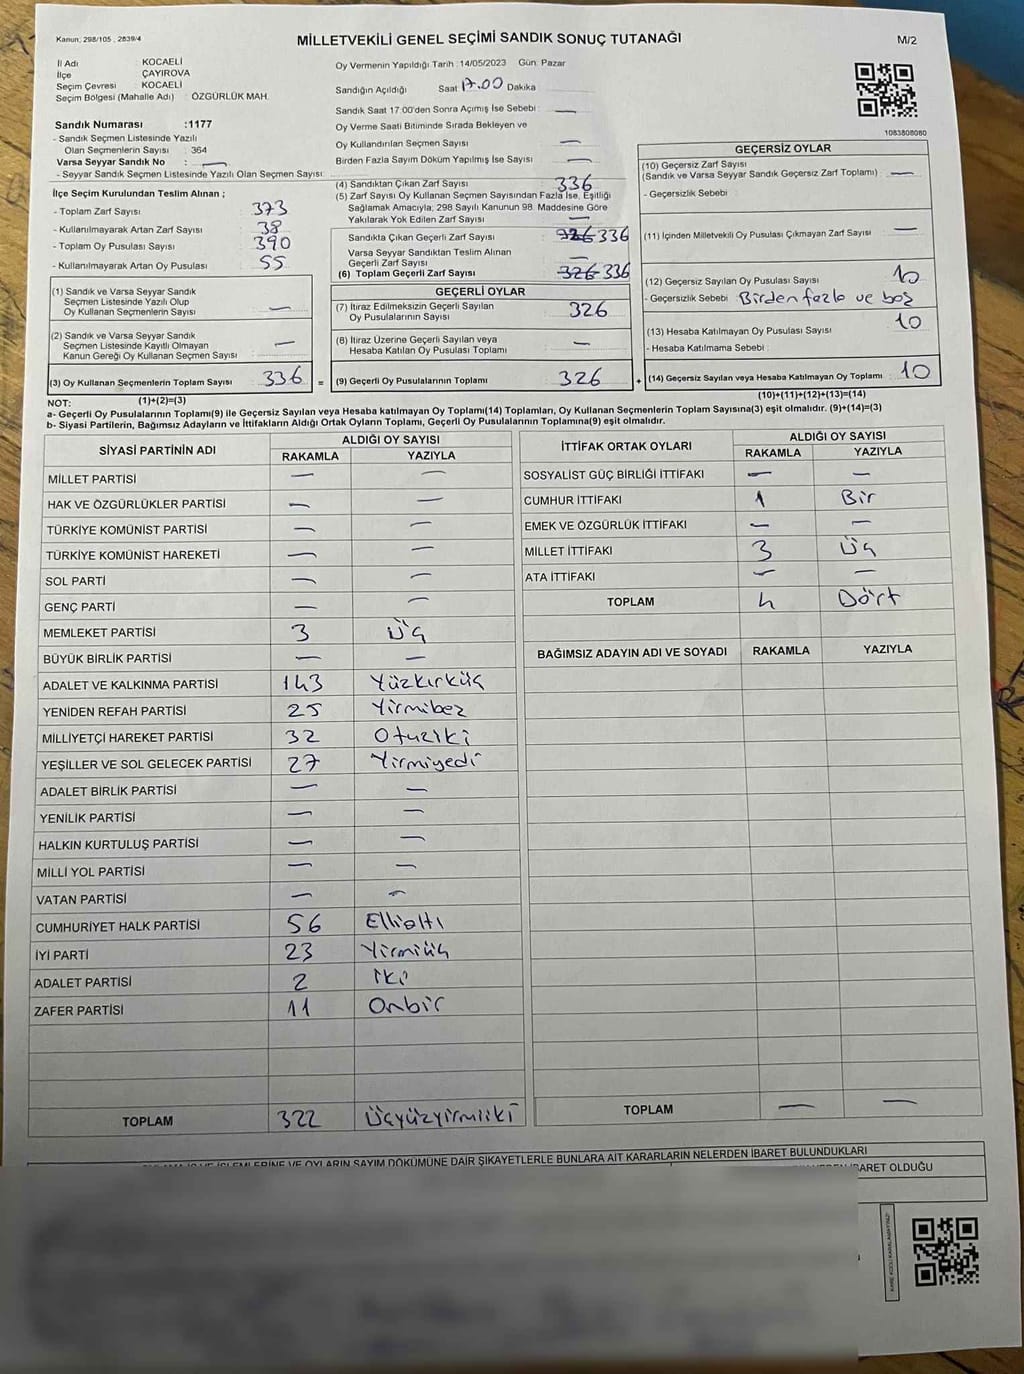 Kanun; 298/105 , 2839/4
MİLLETVEKİLİ GENEL SEÇİMİ SANDIK SONUÇ TUTANAĞI
M/2
İl Adı : KOCAELİ
İlçe : ÇAYIROVA
Seçim Çevresi : KOCAELİ
Seçim Bölgesi (Mahalle Adı) : ÖZGÜRLÜK MAH.
Sandık Numarası :1177
- Sandık Seçmen Listesinde Yazılı
Olan Seçmenlerin Sayısı : 364
Varsa Seyyar Sandık No : —
- Seyyar Sandık Seçmen Listesinde Yazılı Olan Seçmen Sayısı:
Oy Vermenin Yapıldığı Tarih :14/05/2023 Gün: Pazar
Sandığın Açıldığı Saat 17.00 Dakika
Sandık Saat 17:00'den Sonra Açımış İse Sebebi : —
Oy Verme Saati Bitiminde Sırada Bekleyen ve
Oy Kullandırılan Seçmen Sayısı —
Birden Fazla Sayım Döküm Yapılmış İse Sayısı —
1083808060
İlçe Seçim Kurulundan Teslim Alınan ;
- Toplam Zarf Sayısı : 373
- Kullanılmayarak Artan Zarf Sayısı : 38
- Toplam Oy Pusulası Sayısı : 390
- Kullanılmayarak Artan Oy Pusulası : 55
(1) Sandık ve Varsa Seyyar Sandık
Seçmen Listesinde Yazılı Olup
Oy Kullanan Seçmenlerin Sayısı : —
(2) Sandık ve Varsa Seyyar Sandık
Seçmen Listesinde Kayıtlı Olmayan
Kanun Gereği Oy Kullanan Seçmen Sayısı : —
(3) Oy Kullanan Seçmenlerin Toplam Sayısı : 336 =
(4) Sandıktan Çıkan Zarf Sayısı : 336
(5) Zarf Sayısı Oy Kullanan Seçmen Sayısından Fazla İse, Eşitliği
Sağlamak Amacıyla; 298 Sayılı Kanunun 98. Maddesine Göre
Yakılarak Yok Edilen Zarf Sayısı : —
Sandıkta Çıkan Geçerli Zarf Sayısı : 326 336
Varsa Seyyar Sandıktan Teslim Alınan
Geçerli Zarf Sayısı : —
(6) Toplam Geçerli Zarf Sayısı : 326 336
GEÇERLİ OYLAR
(7) İtiraz Edilmeksizin Geçerli Sayılan
Oy Pusulalarının Sayısı : 326
(8) İtiraz Üzerine Geçerli Sayılan veya
Hesaba Katılan Oy Pusulası Toplamı : —
(9) Geçerli Oy Pusulalarının Toplamı : 326 +
GEÇERSİZ OYLAR
(10) Geçersiz Zarf Sayısı
(Sandık ve Varsa Seyyar Sandık Geçersiz Zarf Toplamı) : —
- Geçersizlik Sebebi :
(11) İçinden Milletvekili Oy Pusulası Çıkmayan Zarf Sayısı : —
(12) Geçersiz Sayılan Oy Pusulası Sayısı : 10
- Geçersizlik Sebebi : Birden fazla ve boş
(13) Hesaba Katılmayan Oy Pusulası Sayısı : 10
- Hesaba Katılmama Sebebi :
(14) Geçersiz Sayılan veya Hesaba Katılmayan Oy Toplamı : 10
NOT: (1)+(2)=(3) (10)+(11)+(12)+(13)=(14)
a- Geçerli Oy Pusulalarının Toplamı(9) ile Geçersiz Sayılan veya Hesaba katılmayan Oy Toplamı(14) Toplamları, Oy Kullanan Seçmenlerin Toplam Sayısına(3) eşit olmalıdır. (9)+(14)=(3)
b- Siyasi Partilerin, Bağımsız Adayların ve İttifakların Aldığı Ortak Oyların Toplamı, Geçerli Oy Pusulalarının Toplamına(9) eşit olmalıdır.
SİYASİ PARTİNİN ADI ALDIĞI OY SAYISI
RAKAMLA YAZIYLA
MİLLET PARTİSİ — —
HAK VE ÖZGÜRLÜKLER PARTİSİ — —
TÜRKİYE KOMÜNİST PARTİSİ — —
TÜRKİYE KOMÜNİST HAREKETİ — —
SOL PARTİ — —
GENÇ PARTİ — —
MEMLEKET PARTİSİ 3 Üç
BÜYÜK BİRLİK PARTİSİ — —
ADALET VE KALKINMA PARTİSİ 143 Yüzkırküç
YENİDEN REFAH PARTİSİ 25 Yirmibeş
MİLLİYETÇİ HAREKET PARTİSİ 32 Otuziki
YEŞİLLER VE SOL GELECEK PARTİSİ 27 Yirmiyedi
ADALET BİRLİK PARTİSİ — —
YENİLİK PARTİSİ — —
HALKIN KURTULUŞ PARTİSİ — —
MİLLİ YOL PARTİSİ — —
VATAN PARTİSİ — —
CUMHURİYET HALK PARTİSİ 56 Ellialtı
İYİ PARTİ 23 Yirmiüç
ADALET PARTİSİ 2 İki
ZAFER PARTİSİ 11 Onbir
TOPLAM 322 Üçyüzyirmiiki
İTTİFAK ORTAK OYLARI ALDIĞI OY SAYISI
RAKAMLA YAZIYLA
SOSYALİST GÜÇ BİRLİĞİ İTTİFAKI — —
CUMHUR İTTİFAKI 1 Bir
EMEK VE ÖZGÜRLÜK İTTİFAKI — —
MİLLET İTTİFAKI 3 Üç
ATA İTTİFAKI — —
TOPLAM 4 Dört
BAĞIMSIZ ADAYIN ADI VE SOYADI RAKAMLA YAZIYLA
TOPLAM — —
OYLARIN SAYIM DÖKÜMÜNE DAİR ŞİKAYETLERLE BUNLARA AİT KARARLARIN NELERDEN İBARET BULUNDUKLARI
İBARET OLDUĞU